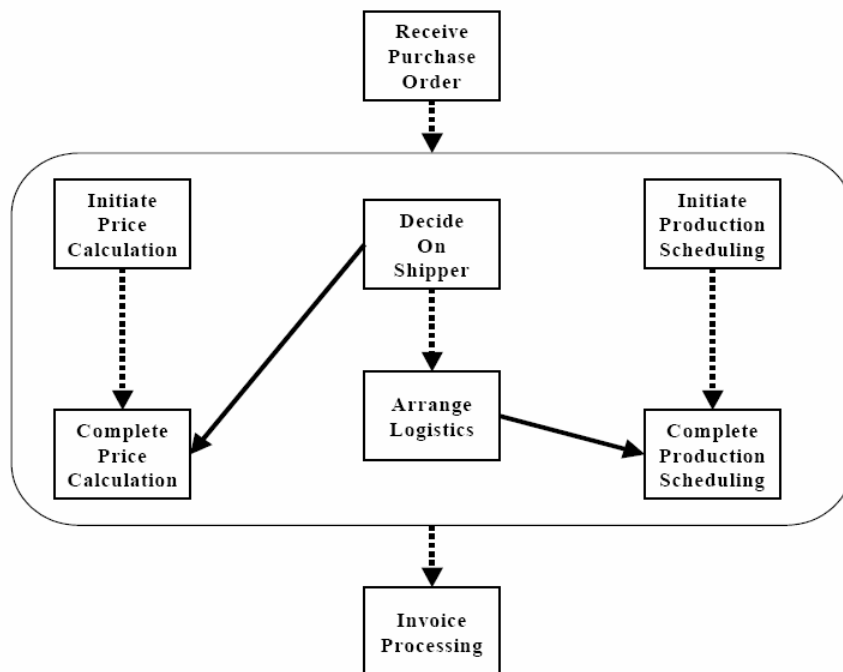 Receive
Purchase
Order
Initiate
Price
Calculation
Decide
On
Shipper
Initiate
Production
Scheduling
Complete
Price
Calculation
Arrange
Logistics
Complete
Production
Scheduling
Invoice
Processing